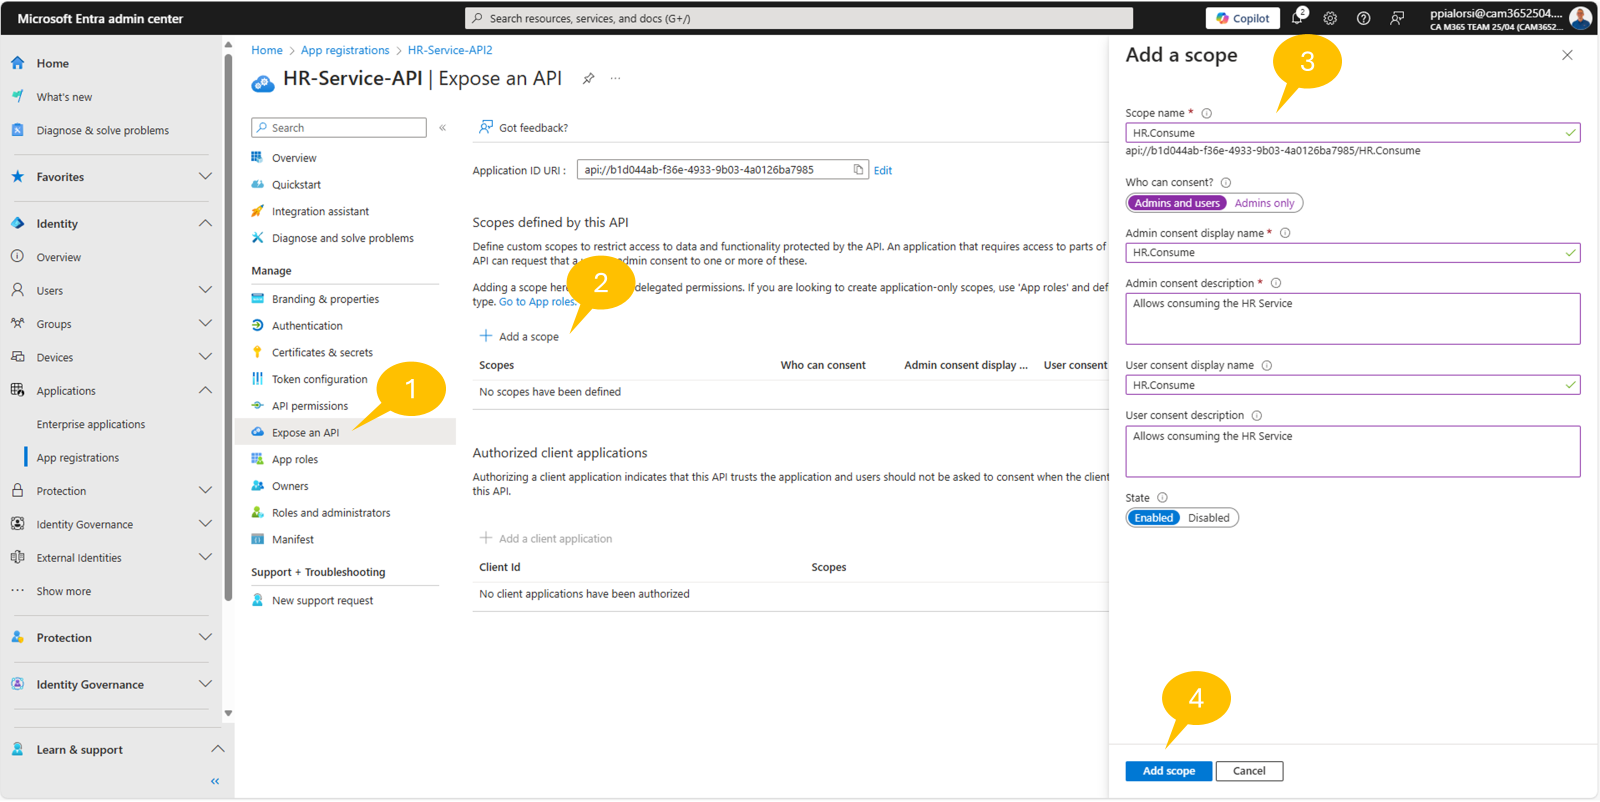 Microsoft Entra admin center
Search resources, services, and docs (G+/)
Copilot
2
ppialorsi@cam3652504....
CA M365 TEAM 25/04 (CAM3652...
Home
What's new
Diagnose & solve problems
Favorites
Identity
Overview
Users
Groups
Devices
Applications
Enterprise applications
App registrations
Protection
Identity Governance
External Identities
Show more
Protection
Identity Governance
Learn & support
Home > App registrations > HR-Service-API2
HR-Service-API | Expose an API
Search
Overview
Quickstart
Integration assistant
Diagnose and solve problems
Manage
Branding & properties
Authentication
Certificates & secrets
Token configuration
API permissions
1
Expose an API
App roles
Owners
Roles and administrators
Manifest
Support + Troubleshooting
New support request
Got feedback?
Application ID URI :
api://b1d044ab-f36e-4933-9b03-4a0126ba7985
Edit
Scopes defined by this API
Define custom scopes to restrict access to data and functionality protected by the API. An application that requires access to parts of
API can request that a admin consent to one or more of these.
2
Adding a scope here delegated permissions. If you are looking to create application-only scopes, use 'App roles' and def
type. Go to App roles.
Add a scope
Scopes
Who can consent
Admin consent display ...
User consent
No scopes have been defined
Authorized client applications
Authorizing a client application indicates that this API trusts the application and users should not be asked to consent when the client
this API.
Add a client application
Client Id
Scopes
No client applications have been authorized
Add a scope
3
Scope name *
HR.Consume
api://b1d044ab-f36e-4933-9b03-4a0126ba7985/HR.Consume
Who can consent?
Admins and users
Admins only
Admin consent display name *
HR.Consume
Admin consent description *
Allows consuming the HR Service
User consent display name
HR.Consume
User consent description
Allows consuming the HR Service
State
Enabled
Disabled
4
Add scope
Cancel